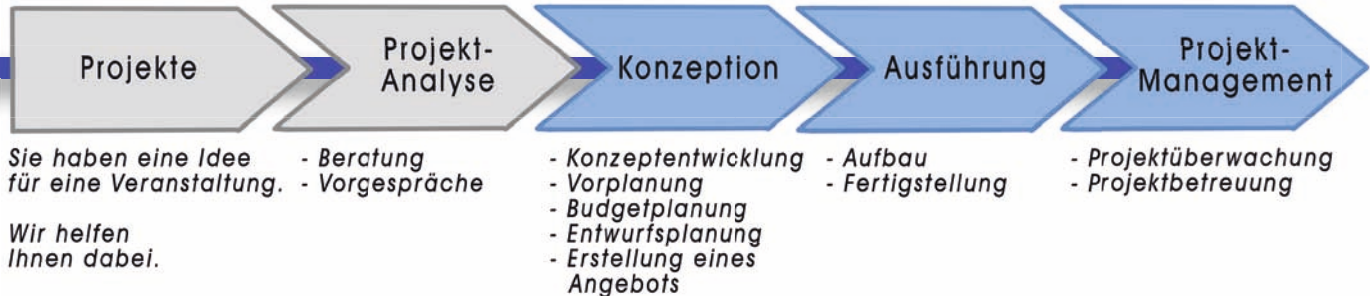 Projekte
Projekt-
Analyse
Konzeption
Ausführung
Projekt-
Management
Sie haben eine Idee
für eine Veranstaltung.
Wir helfen
Ihnen dabei.
- Beratung
- Vorgespräche
- Konzeptentwicklung
- Vorplanung
- Budgetplanung
- Entwurfsplanung
- Erstellung eines
Angebots
- Aufbau
- Fertigstellung
- Projektüberwachung
- Projektbetreuung